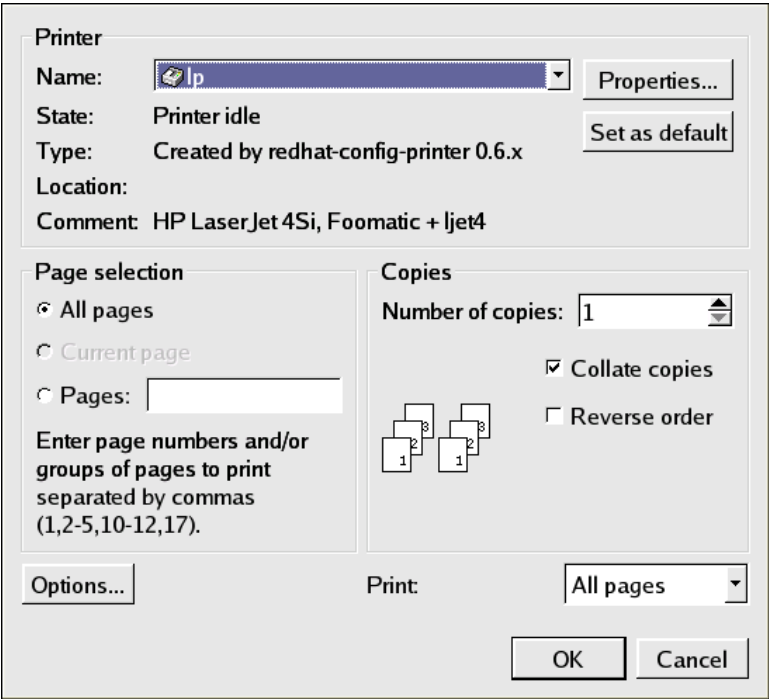 Printer
Name: lp Properties...
State: Printer idle
Set as default
Type: Created by redhat-config-printer 0.6.x
Location:
Comment: HP LaserJet 4Si, Foomatic + ljet4
Page selection
All pages
Current page
Pages:
Enter page numbers and/or
groups of pages to print
separated by commas
(1,2-5,10-12,17).
Copies
Number of copies: 1
Collate copies
Reverse order
3 3
2 2
1 1
Options... Print: All pages
OK Cancel